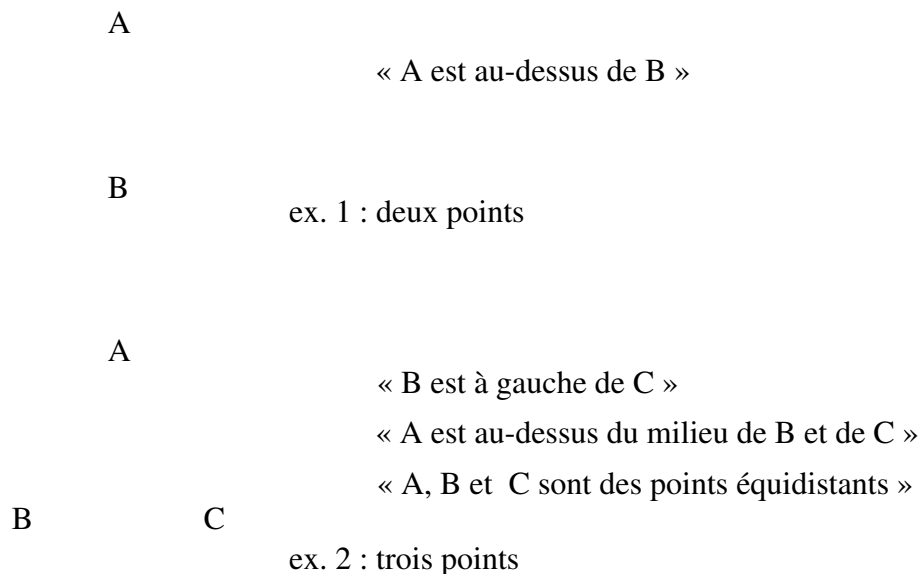 A
« A est au-dessus de B »
B
ex. 1 : deux points
A
« B est à gauche de C »
« A est au-dessus du milieu de B et de C »
« A, B et  C sont des points équidistants »
B C
ex. 2 : trois points